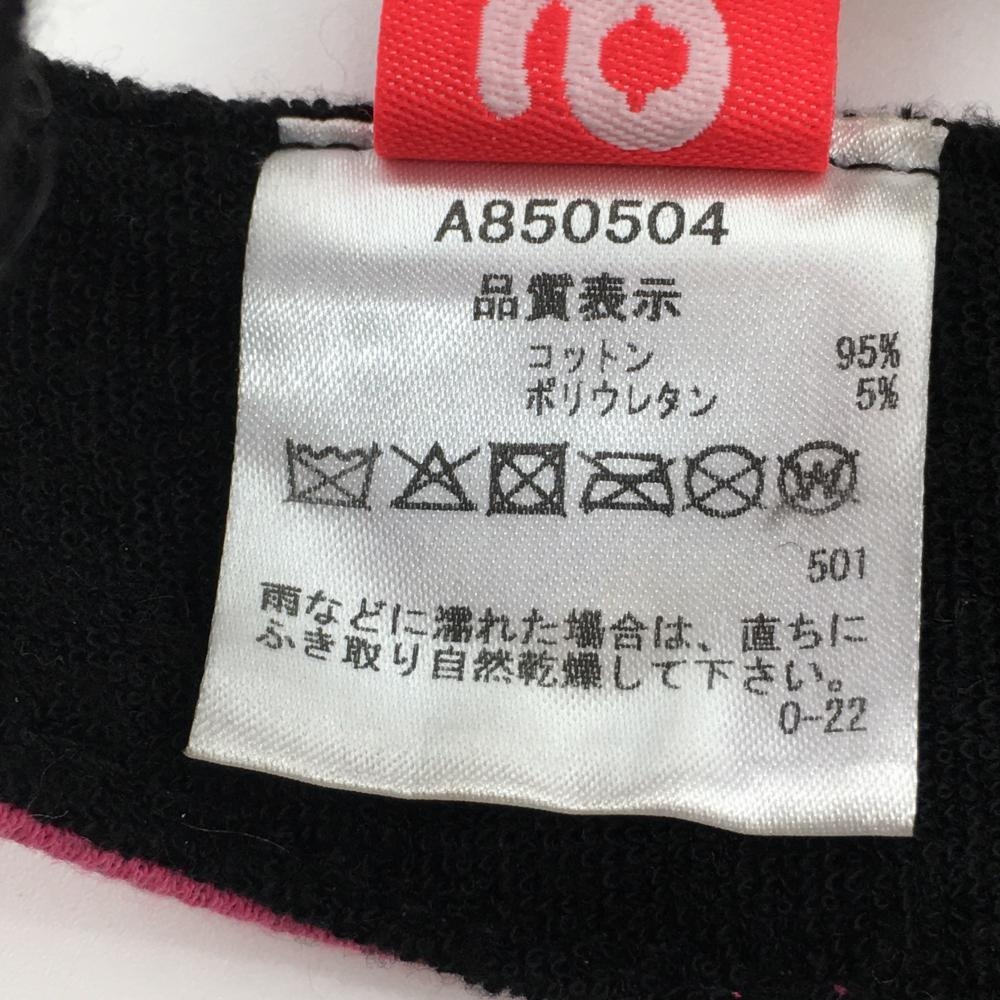 A850504
品質表示
コットン 95%
ポリウレタン 5%
501
雨などに濡れた場合は、直ちに
ふき取り自然乾燥して下さい。
0-22